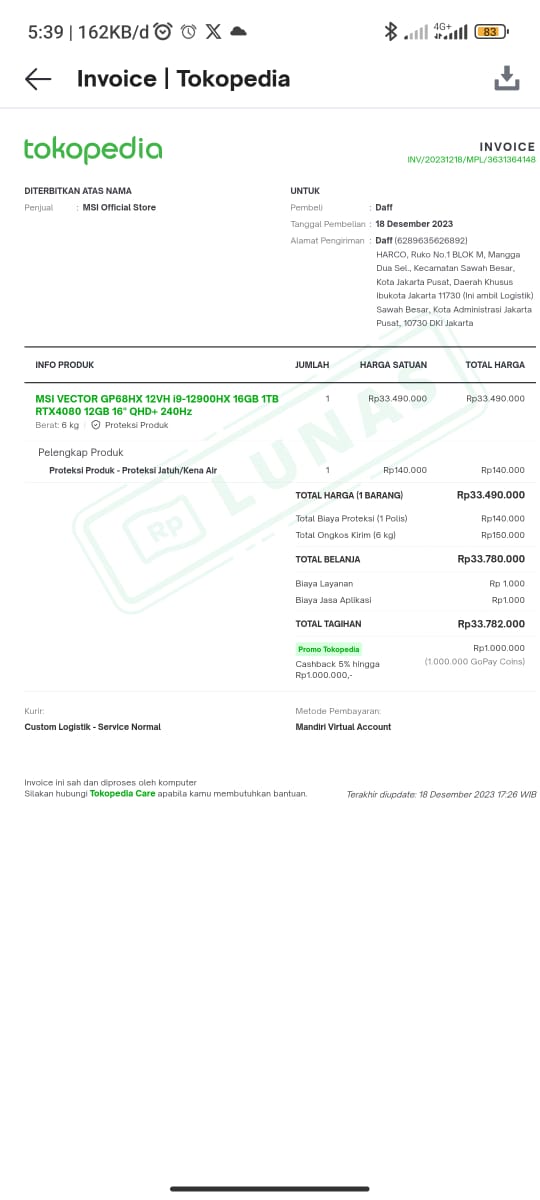 5:39 | 162KB/d
4G+
83
Invoice | Tokopedia
tokopedia
INVOICE
INV/20231218/MPL/3631364148
DITERBITKAN ATAS NAMA
Penjual : MSI Official Store
UNTUK
Pembeli : Daff
Tanggal Pembelian : 18 Desember 2023
Alamat Pengiriman : Daff (6289635626892)
HARCO, Ruko No.1 BLOK M, Mangga
Dua Sel., Kecamatan Sawah Besar,
Kota Jakarta Pusat, Daerah Khusus
Ibukota Jakarta 11730 (Ini ambil Logistik)
Sawah Besar, Kota Administrasi Jakarta
Pusat, 10730 DKI Jakarta
INFO PRODUK JUMLAH HARGA SATUAN TOTAL HARGA
MSI VECTOR GP68HX 12VH i9-12900HX 16GB 1TB
RTX4080 12GB 16" QHD+ 240Hz
1 Rp33.490.000 Rp33.490.000
Berat: 6 kg Proteksi Produk
Pelengkap Produk
Proteksi Produk - Proteksi Jatuh/Kena Air 1 Rp140.000 Rp140.000
LUNAS
Rp
TOTAL HARGA (1 BARANG) Rp33.490.000
Total Biaya Proteksi (1 Polis) Rp140.000
Total Ongkos Kirim (6 kg) Rp150.000
TOTAL BELANJA Rp33.780.000
Biaya Layanan Rp 1.000
Biaya Jasa Aplikasi Rp1.000
TOTAL TAGIHAN Rp33.782.000
Promo Tokopedia Rp1.000.000
Cashback 5% hingga (1.000.000 GoPay Coins)
Rp1.000.000,-
Kurir:
Custom Logistik - Service Normal
Metode Pembayaran:
Mandiri Virtual Account
Invoice ini sah dan diproses oleh komputer
Silakan hubungi Tokopedia Care apabila kamu membutuhkan bantuan.
Terakhir diupdate: 18 Desember 2023 17:26 WIB